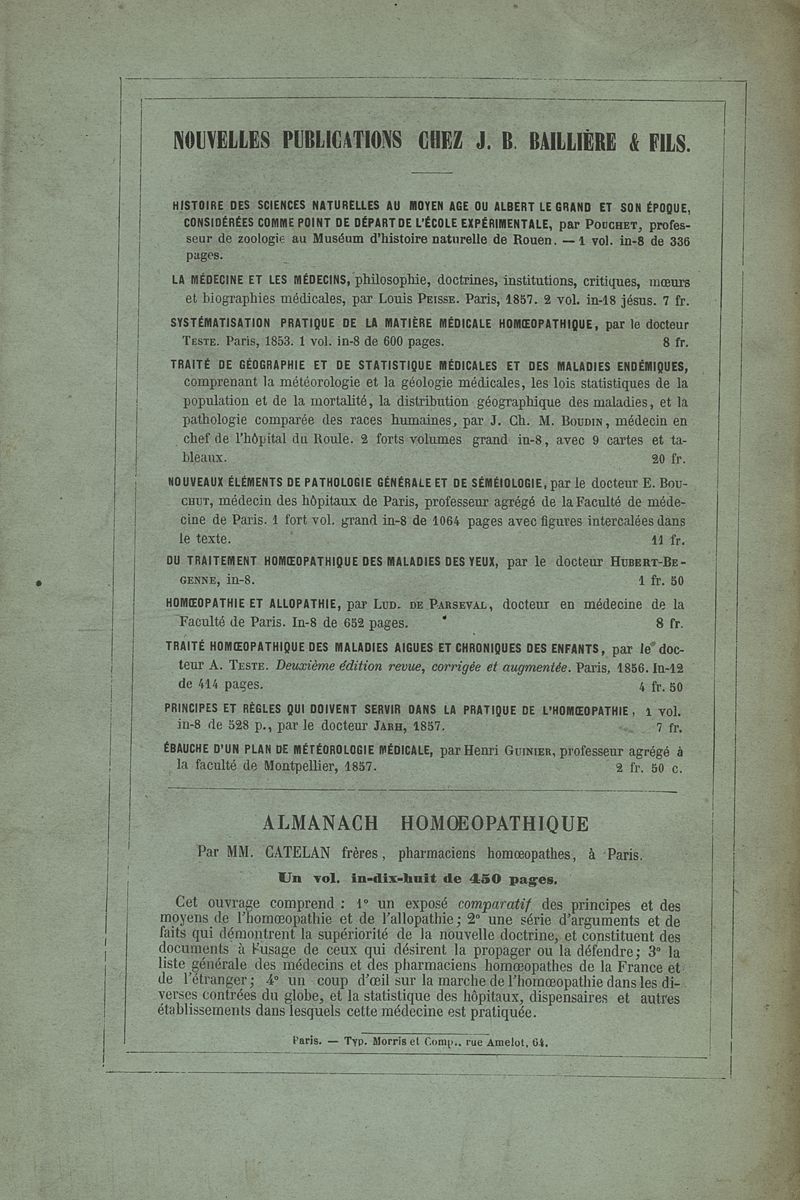 NOUVELLES PUBLICATIONS CHEZ J. B. BAILLIÈRE & FILS.
HISTOIRE DES SCIENCES NATURELLES AU MOYEN AGE OU ALBERT LE GRAND ET SON ÉPOQUE,
CONSIDÉRÉES COMME POINT DE DÉPART DE L'ÉCOLE EXPÉRIMENTALE, par POUCHET, profes-
seur de zoologie au Muséum d'histoire naturelle de Rouen. — 1 vol. in-8 de 336
pages.
LA MÉDECINE ET LES MÉDECINS, philosophie, doctrines, institutions, critiques, mœurs
et biographies médicales, par Louis PEISSE. Paris, 1857. 2 vol. in-18 jésus. 7 fr.
SYSTÉMATISATION PRATIQUE DE LA MATIÈRE MÉDICALE HOMŒOPATHIQUE, par le docteur
TESTE. Paris, 1853. 1 vol. in-8 de 600 pages. 8 fr.
TRAITÉ DE GÉOGRAPHIE ET DE STATISTIQUE MÉDICALES ET DES MALADIES ENDÉMIQUES,
comprenant la météorologie et la géologie médicales, les lois statistiques de la
population et de la mortalité, la distribution géographique des maladies, et la
pathologie comparée des races humaines, par J. Ch. M. BOUDIN, médecin en
chef de l'hôpital du Roule. 2 forts volumes grand in-8, avec 9 cartes et ta-
bleaux. 20 fr.
NOUVEAUX ÉLÉMENTS DE PATHOLOGIE GÉNÉRALE ET DE SÉMÉIOLOGIE, par le docteur E. BOU-
CHUT, médecin des hôpitaux de Paris, professeur agrégé de la Faculté de méde-
cine de Paris. 1 fort vol. grand in-8 de 1064 pages avec figures intercalées dans
le texte. 11 fr.
DU TRAITEMENT HOMŒOPATHIQUE DES MALADIES DES YEUX, par le docteur HUBERT-BE-
GENNE, in-8. 1 fr. 50
HOMŒOPATHIE ET ALLOPATHIE, par LUD. DE PARSEVAL, docteur en médecine de la
Faculté de Paris. In-8 de 652 pages. 8 fr.
TRAITÉ HOMŒOPATHIQUE DES MALADIES AIGUES ET CHRONIQUES DES ENFANTS, par le doc-
teur A. TESTE. Deuxième édition revue, corrigée et augmentée. Paris, 1856. In-12
de 414 pages. 4 fr. 50
PRINCIPES ET RÈGLES QUI DOIVENT SERVIR DANS LA PRATIQUE DE L'HOMŒOPATHIE, 1 vol.
in-8 de 528 p., par le docteur JARH, 1857. 7 fr.
ÉBAUCHE D'UN PLAN DE MÉTÉOROLOGIE MÉDICALE, par Henri GUINIER, professeur agrégé à
la faculté de Montpellier, 1857. 2 fr. 50 c.
ALMANACH HOMŒOPATHIQUE
Par MM. CATELAN frères, pharmaciens homœopathes, à Paris.
Un vol. in-dix-huit de 450 pages.
Cet ouvrage comprend : 1° un exposé comparatif des principes et des
moyens de l'homœopathie et de l'allopathie; 2° une série d'arguments et de
faits qui démontrent la supériorité de la nouvelle doctrine, et constituent des
documents à l'usage de ceux qui désirent la propager ou la défendre; 3° la
liste générale des médecins et des pharmaciens homœopathes de la France et
de l'étranger; 4° un coup d'œil sur la marche de l'homœopathie dans les di-
verses contrées du globe, et la statistique des hôpitaux, dispensaires et autres
établissements dans lesquels cette médecine est pratiquée.
Paris. — Typ. Morris et Comp., rue Amelot, 64.